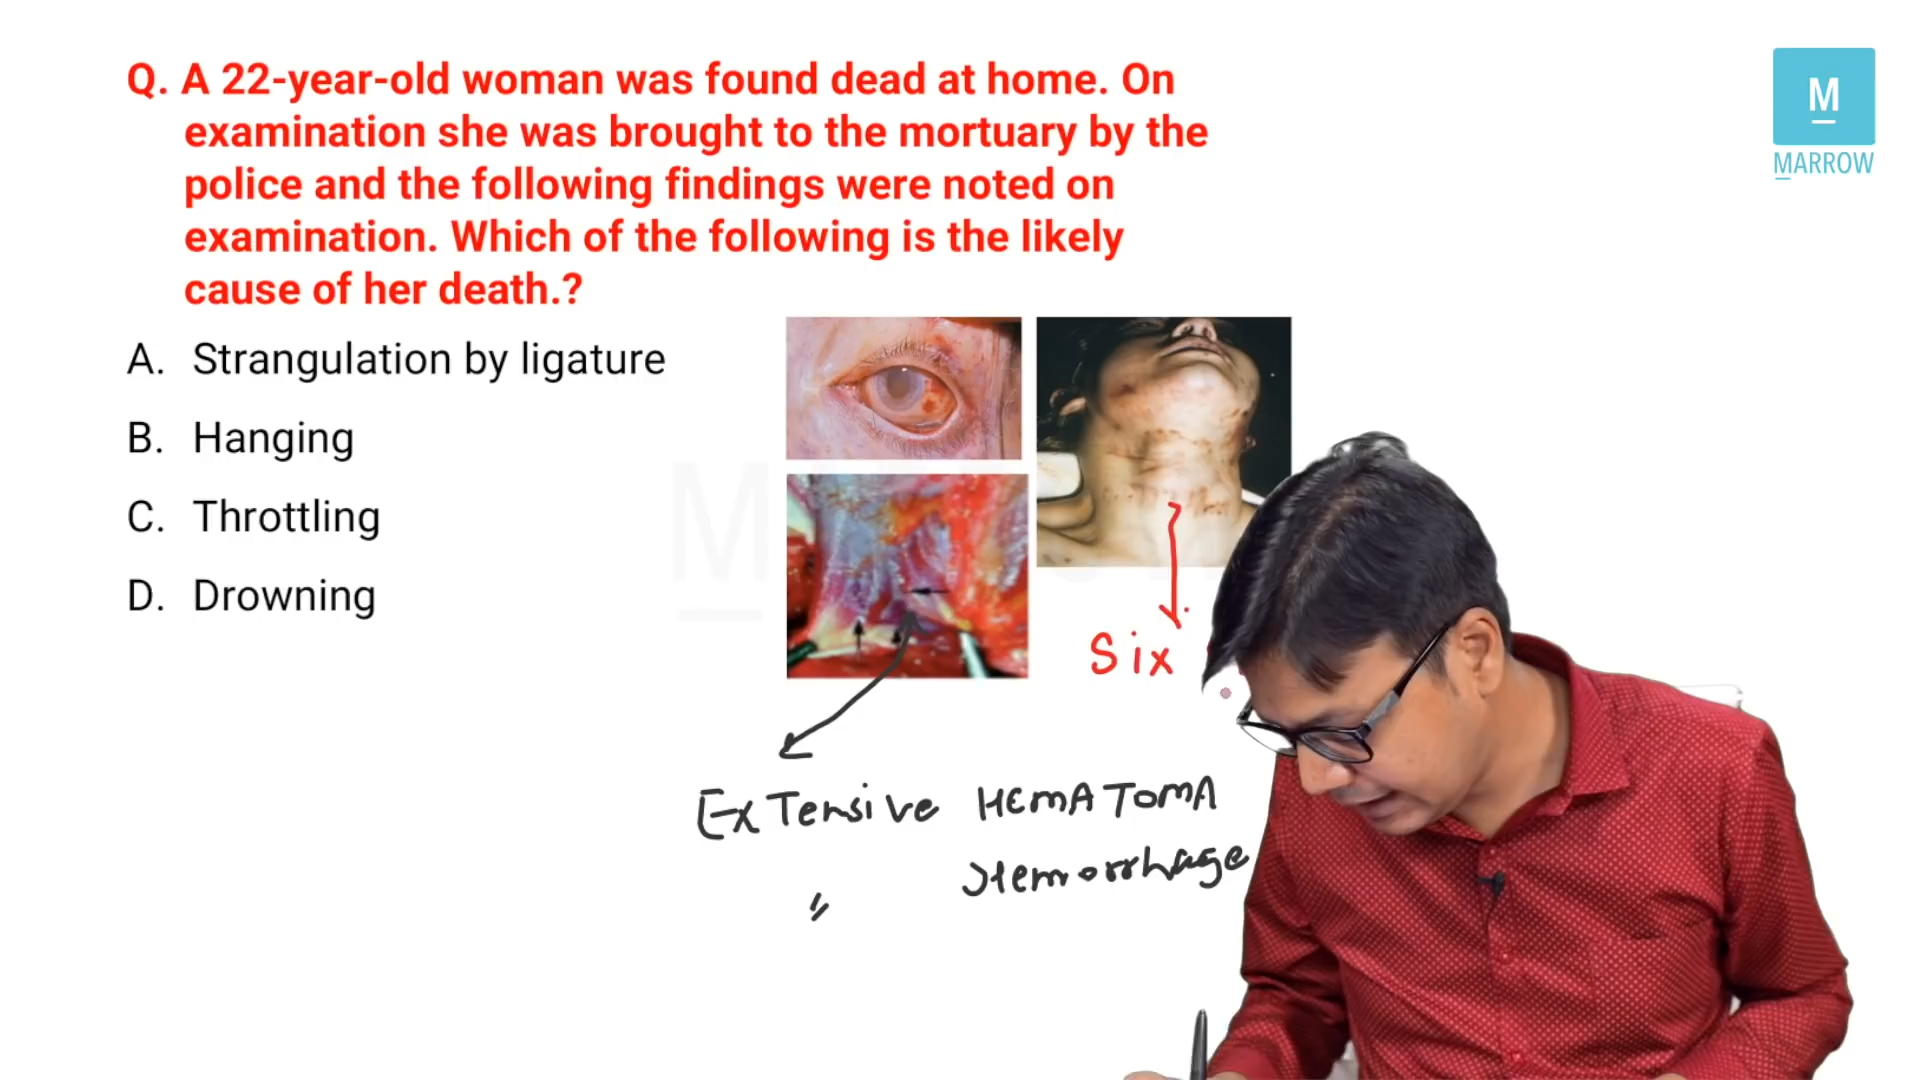 Q. A 22-year-old woman was found dead at home. On
examination she was brought to the mortuary by the
police and the following findings were noted on
examination. Which of the following is the likely
cause of her death.?
A. Strangulation by ligature
B. Hanging
C. Throttling
D. Drowning
M
MARROW
Six
Extensive HEMATOMA
Hemorrhage